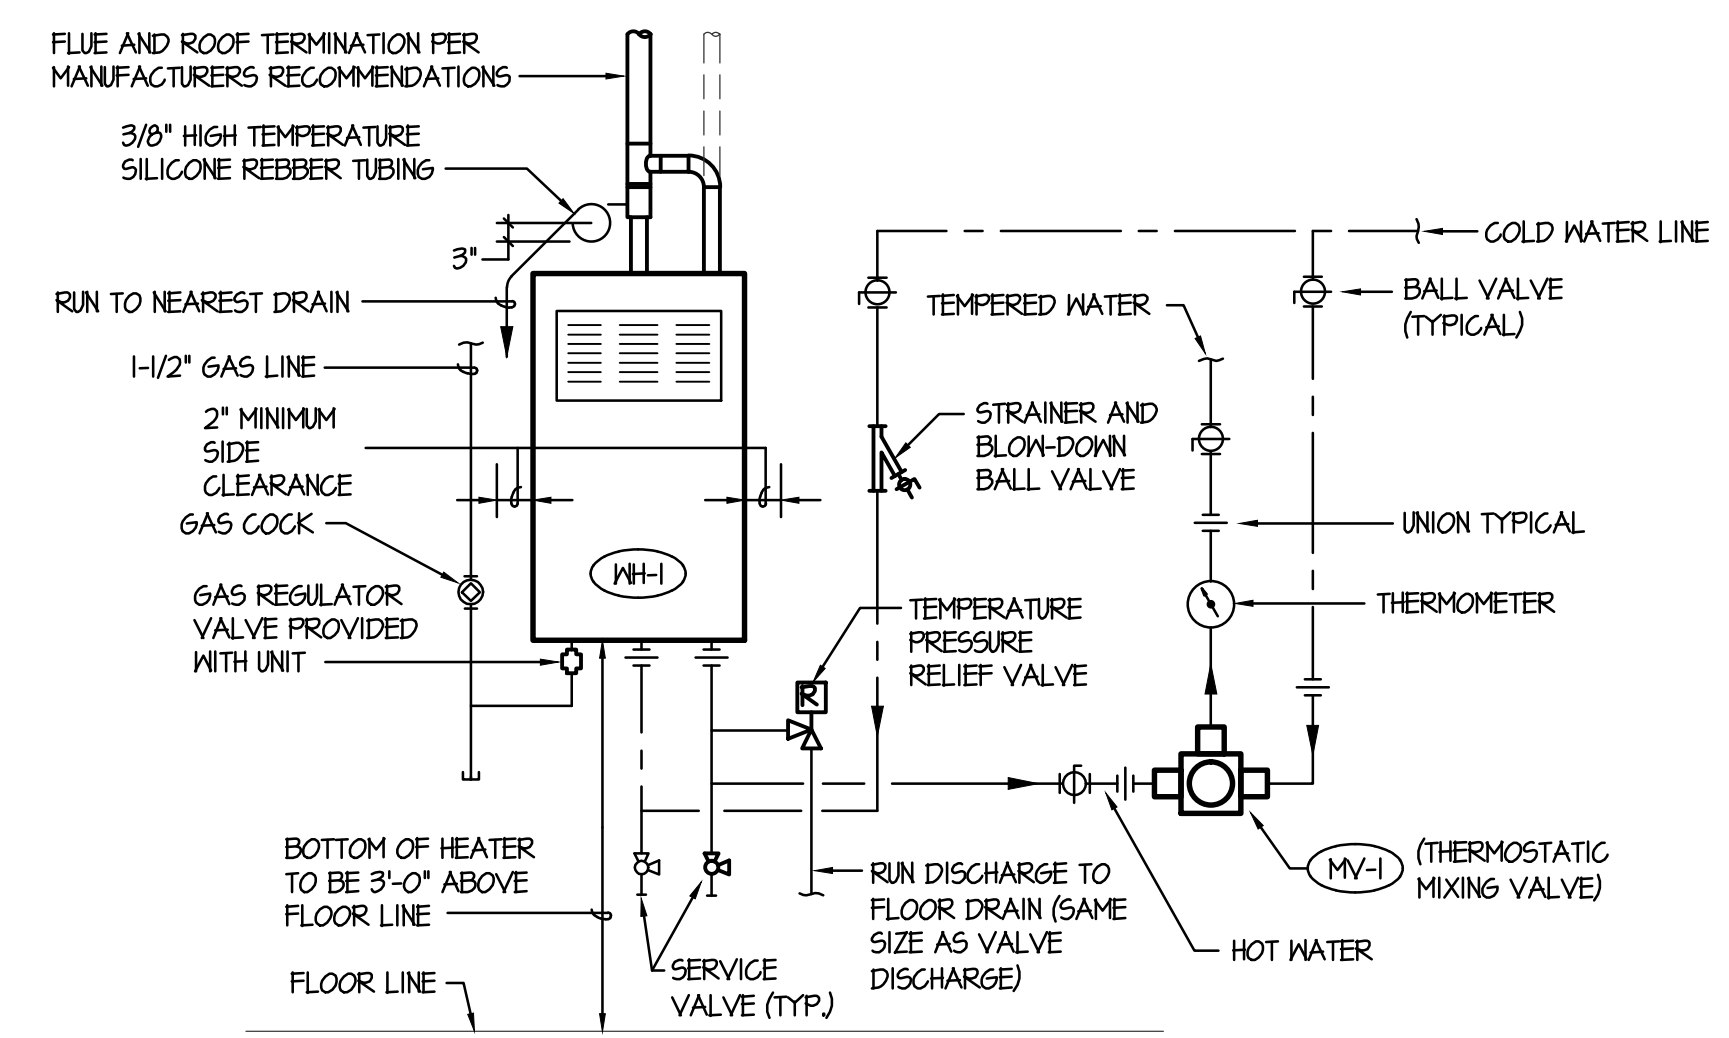 FLUE AND ROOF TERMINATION PER
MANUFACTURERS RECOMMENDATIONS
3/8" HIGH TEMPERATURE
SILICONE REBBER TUBING
3"
RUN TO NEAREST DRAIN
1-1/2" GAS LINE
2" MINIMUM
SIDE
CLEARANCE
GAS COCK
GAS REGULATOR
VALVE PROVIDED
WITH UNIT
WH-1
BOTTOM OF HEATER
TO BE 3'-0" ABOVE
FLOOR LINE
FLOOR LINE
SERVICE
VALVE (TYP.)
R
TEMPERATURE
PRESSURE
RELIEF VALVE
RUN DISCHARGE TO
FLOOR DRAIN (SAME
SIZE AS VALVE
DISCHARGE)
STRAINER AND
BLOW-DOWN
BALL VALVE
TEMPERED WATER
COLD WATER LINE
BALL VALVE
(TYPICAL)
UNION TYPICAL
THERMOMETER
MV-1
(THERMOSTATIC
MIXING VALVE)
HOT WATER